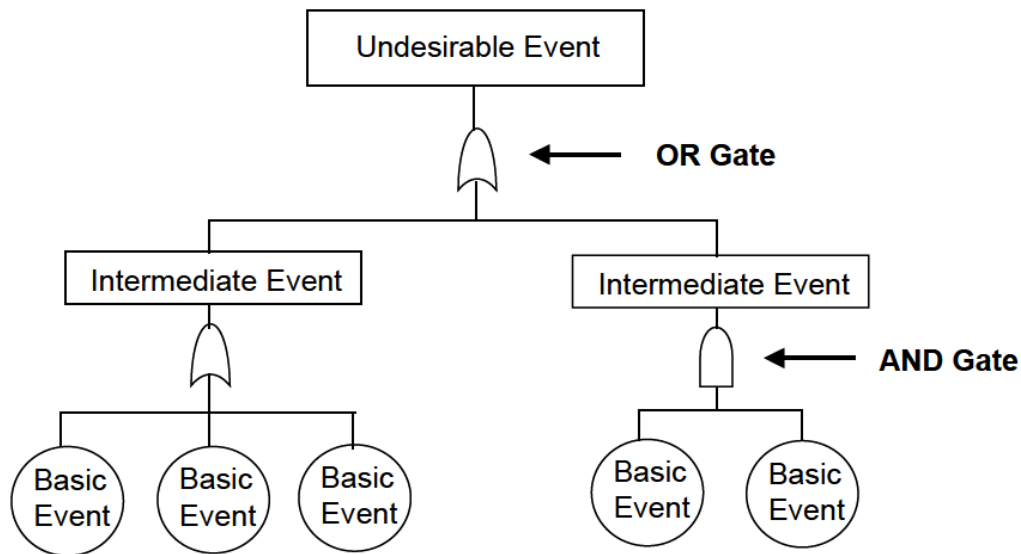 Undesirable Event
OR Gate
Intermediate Event
Intermediate Event
AND Gate
Basic
Event
Basic
Event
Basic
Event
Basic
Event
Basic
Event